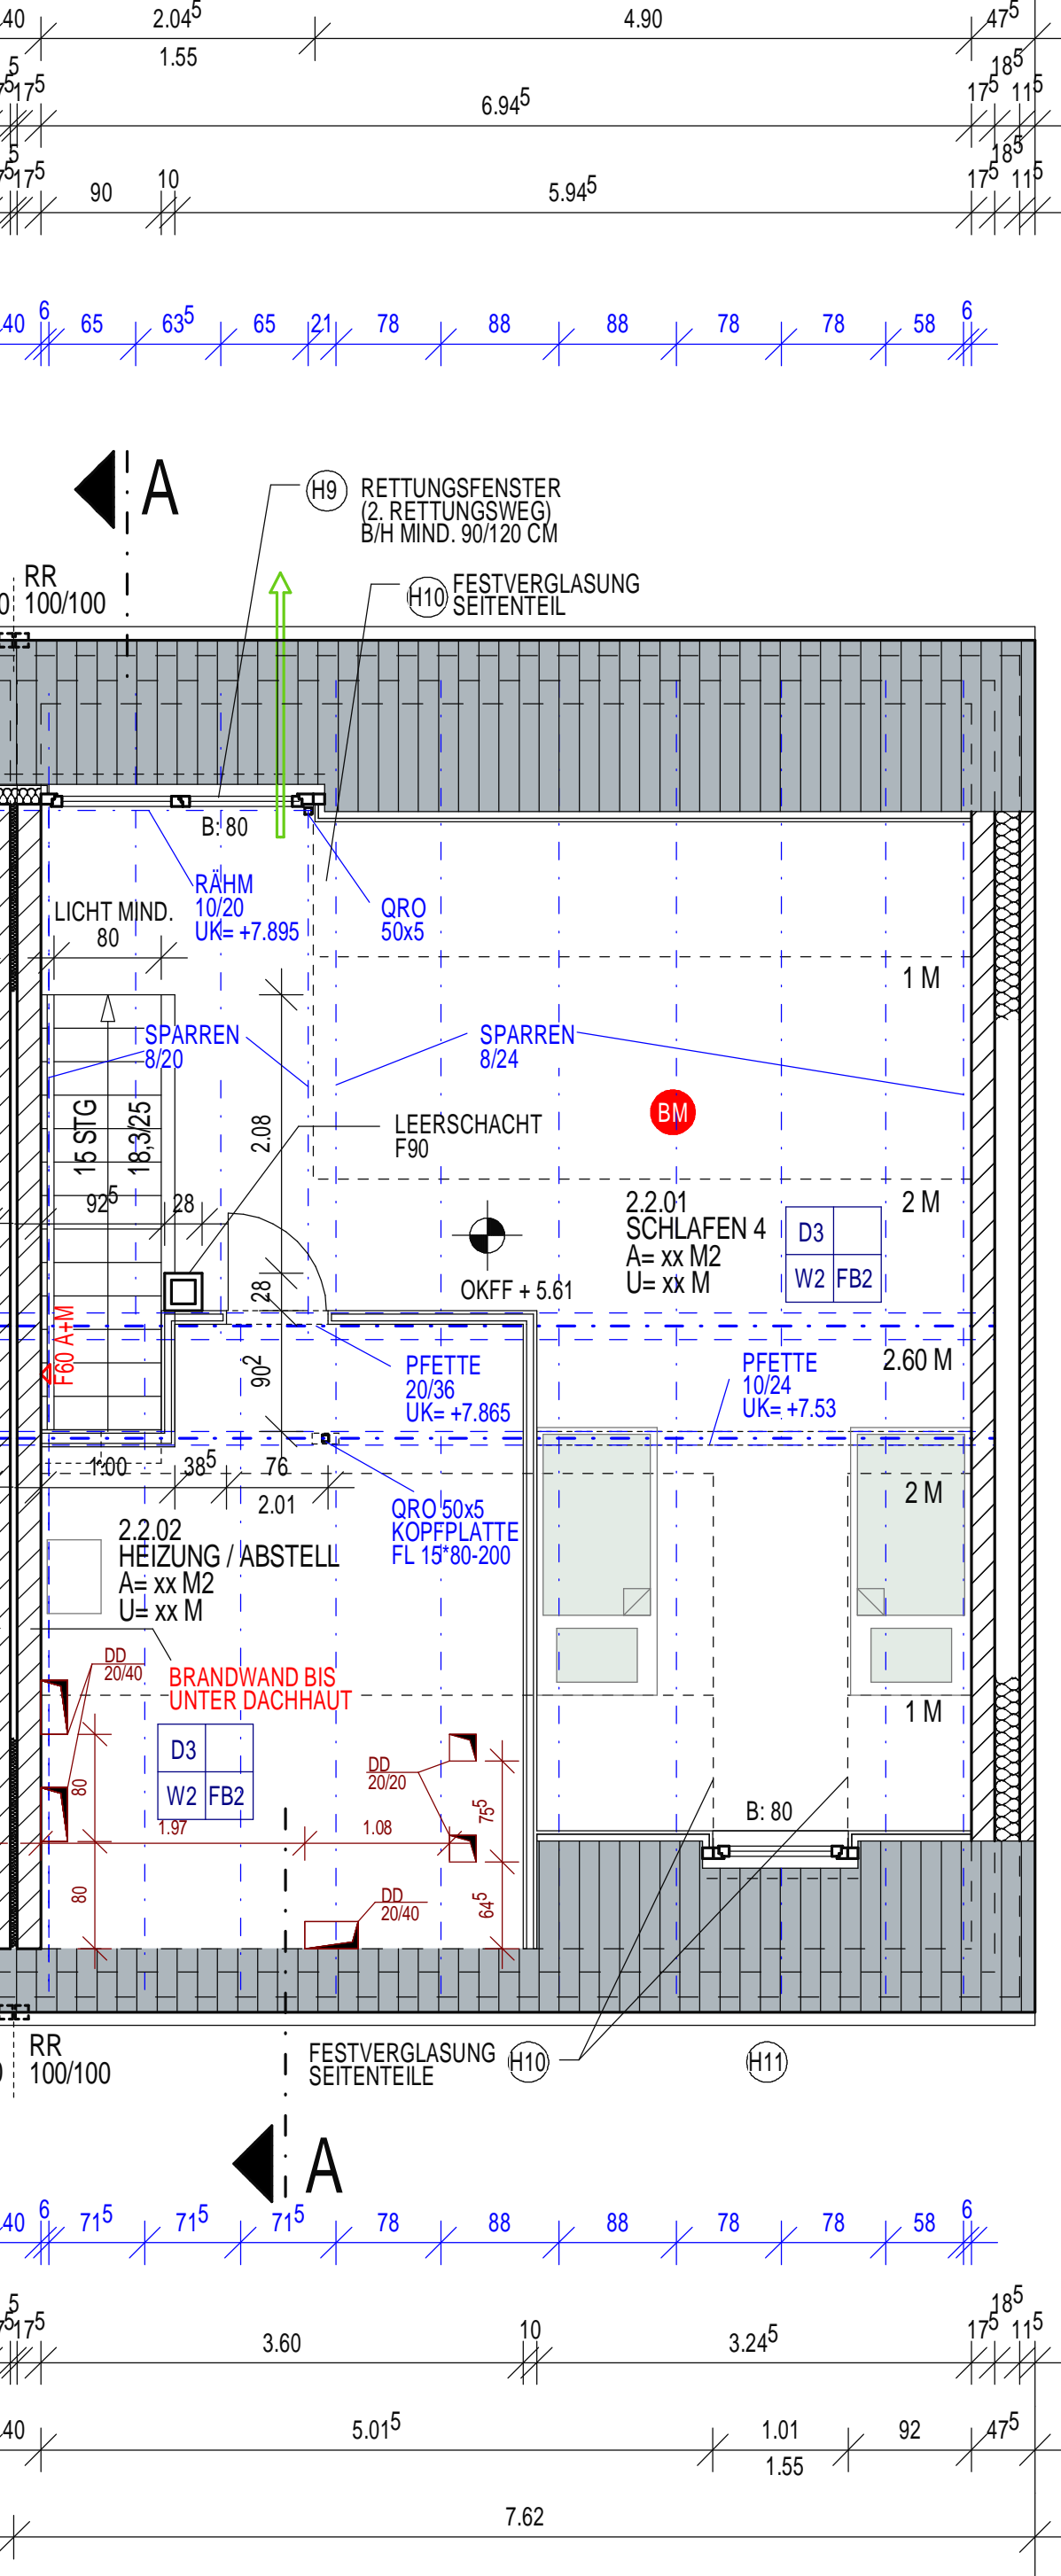 40 2.04⁵ 4.90 47⁵
1.55
5 18⁵
7⁵ 17⁵ 6.94⁵ 17⁵ 11⁵
5 18⁵
7⁵ 17⁵ 90 10 5.94⁵ 17⁵ 11⁵
40 6 65 63⁵ 65 21 78 88 88 78 78 58 6
A
H9 RETTUNGSFENSTER
(2. RETTUNGSWEG)
B/H MIND. 90/120 CM
RR
100/100
H10 FESTVERGLASUNG
SEITENTEIL
B: 80
RÄHM
10/20
UK= +7.895
QRO
50x5
LICHT MIND.
80
1 M
SPARREN
8/20
SPARREN
8/24
BM
15 STG
18,3/25
2.08
LEERSCHACHT
F90
92⁵ 28
2.2.01
SCHLAFEN 4
A= xx M2
U= xx M
2 M
D3
W2 FB2
OKFF + 5.61
28
F60 A+M
90²
PFETTE
20/36
UK= +7.865
PFETTE
10/24
UK= +7.53
2.60 M
1.00 38⁵ 76
2.01
2 M
QRO 50x5
KOPFPLATTE
FL 15*80-200
2.2.02
HEIZUNG / ABSTELL
A= xx M2
U= xx M
DD
20/40
BRANDWAND BIS
UNTER DACHHAUT
1 M
D3
W2 FB2
DD
20/20
80
75⁵
1.97 1.08
B: 80
80
DD
20/40
64⁵
RR
100/100
FESTVERGLASUNG
SEITENTEILE
H10
H11
A
40 6 71⁵ 71⁵ 71⁵ 78 88 88 78 78 58 6
5 18⁵
7⁵ 17⁵ 3.60 10 3.24⁵ 17⁵ 11⁵
40 5.01⁵ 1.01 92 47⁵
1.55
7.62